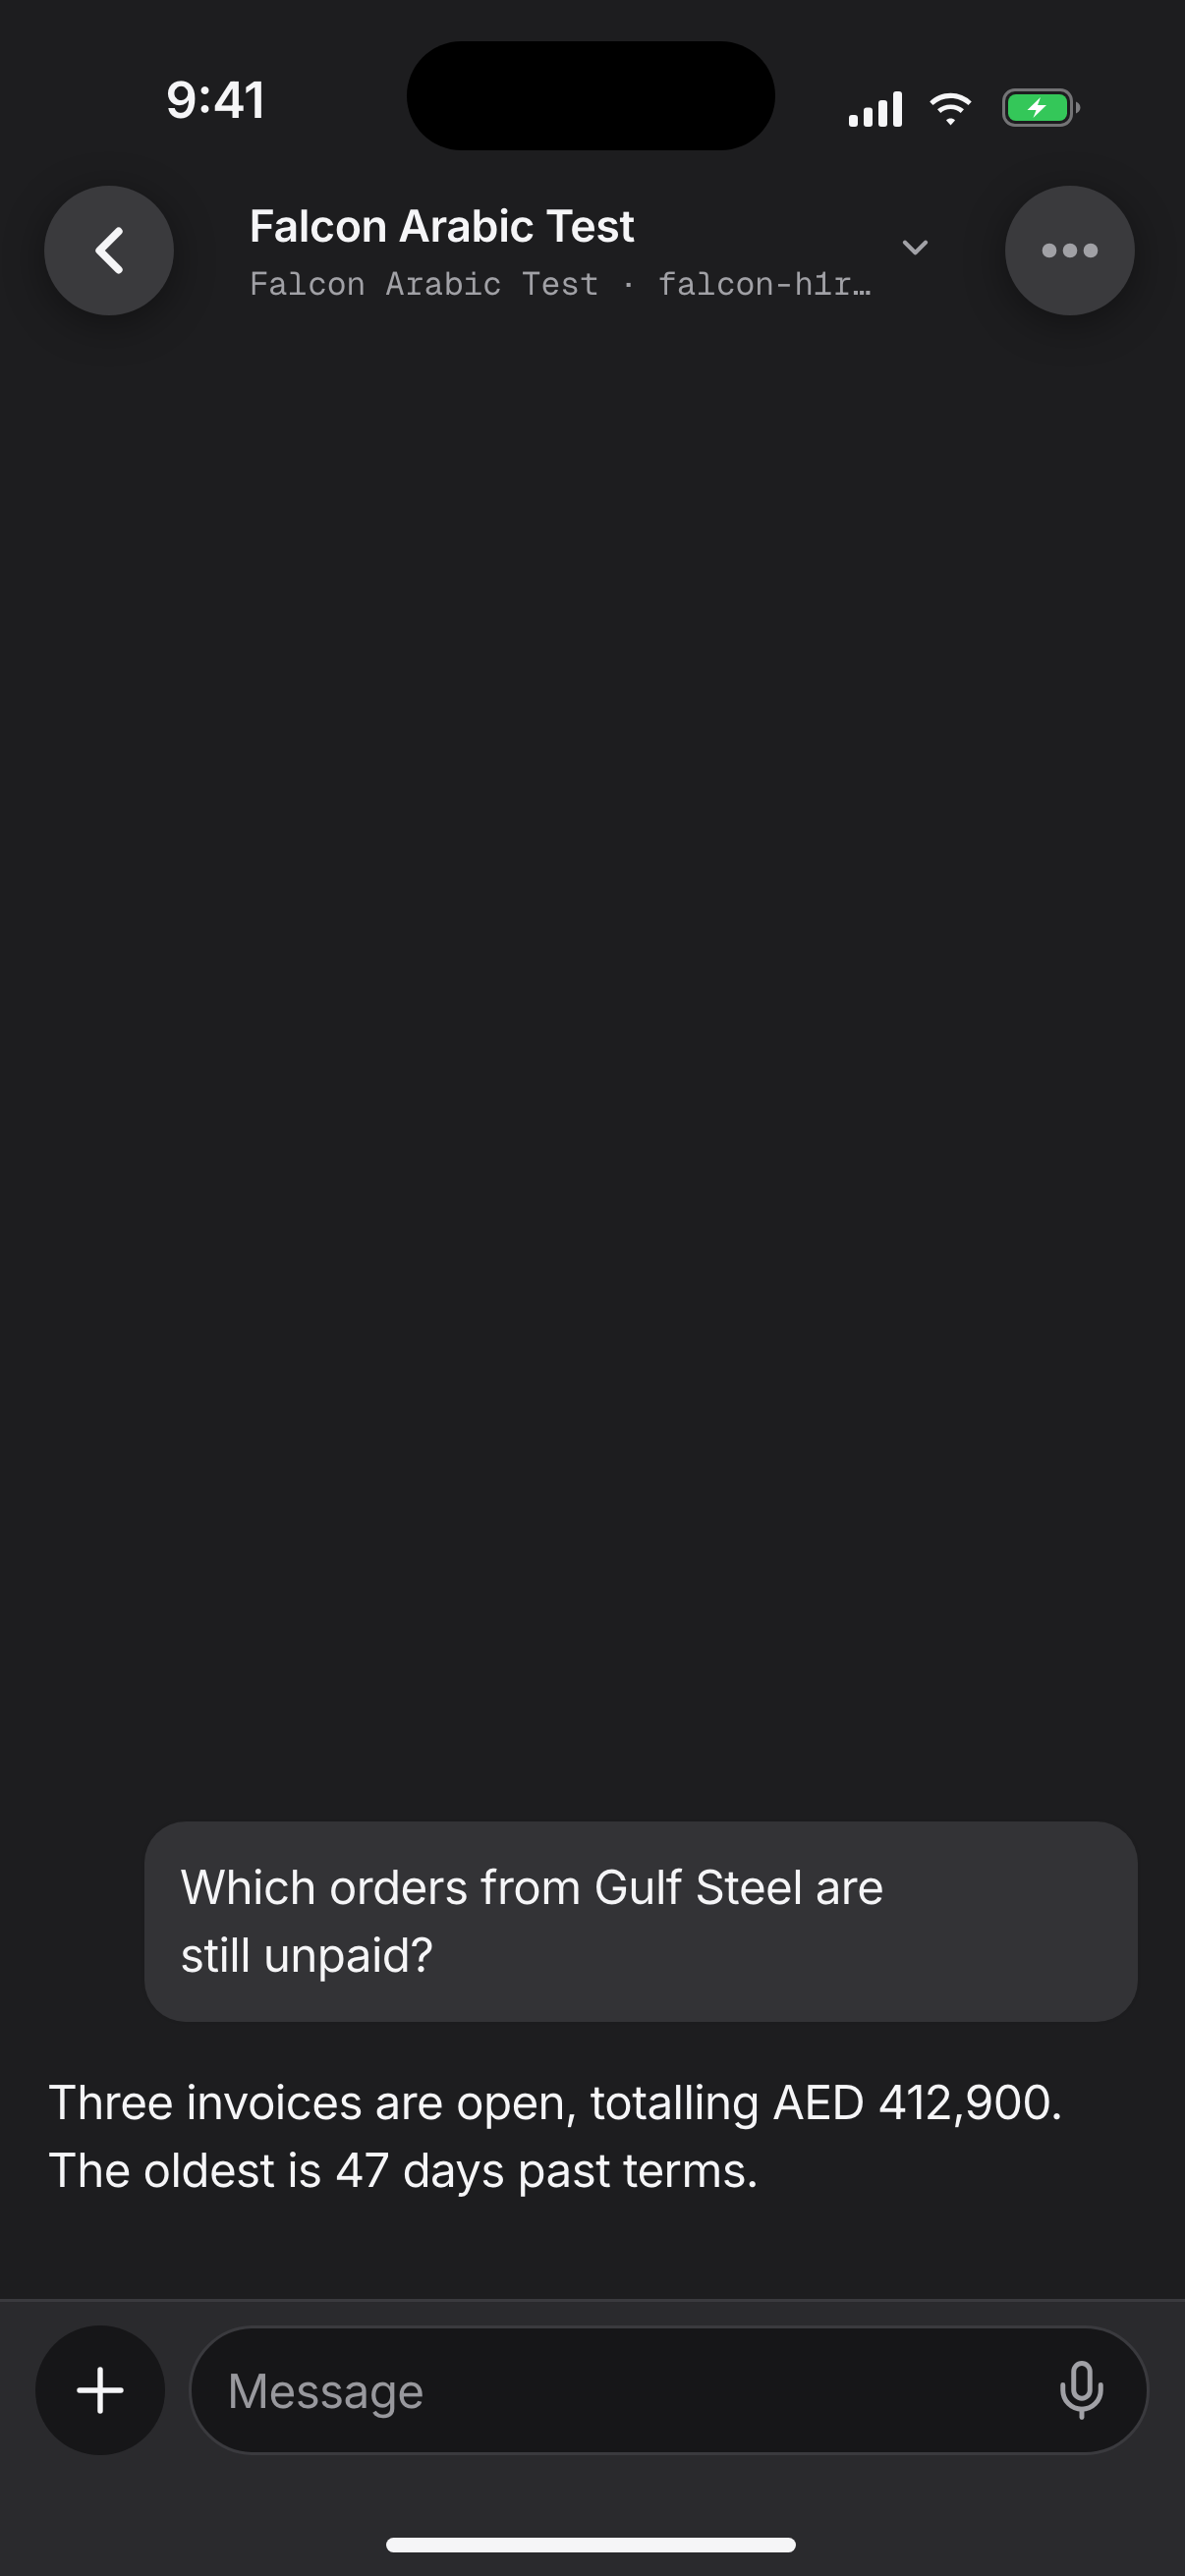 9:41
Falcon Arabic Test
Falcon Arabic Test · falcon-h1r…
Which orders from Gulf Steel are
still unpaid?
Three invoices are open, totalling AED 412,900.
The oldest is 47 days past terms.
Message